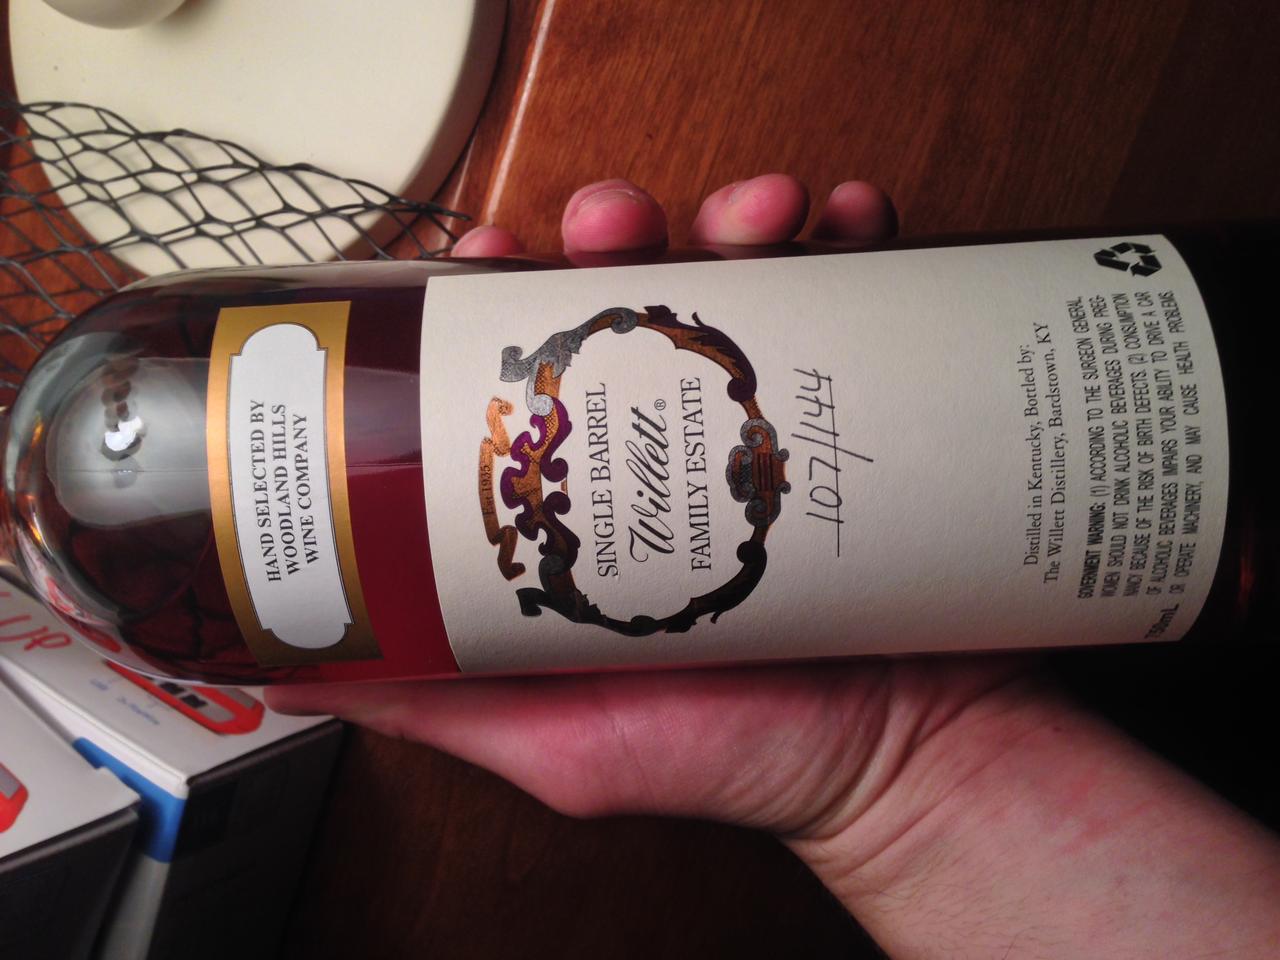 HAND SELECTED BY
WOODLAND HILLS
WINE COMPANY
Est 1935
SINGLE BARREL
Willett®
FAMILY ESTATE
107/144
Distilled in Kentucky, Bottled by:
The Willett Distillery, Bardstown, KY
GOVERNMENT WARNING: (1) ACCORDING TO THE SURGEON GENERAL,
WOMEN SHOULD NOT DRINK ALCOHOLIC BEVERAGES DURING PREG-
NANCY BECAUSE OF THE RISK OF BIRTH DEFECTS. (2) CONSUMPTION
OF ALCOHOLIC BEVERAGES IMPAIRS YOUR ABILITY TO DRIVE A CAR
OR OPERATE MACHINERY, AND MAY CAUSE HEALTH PROBLEMS.
750mL